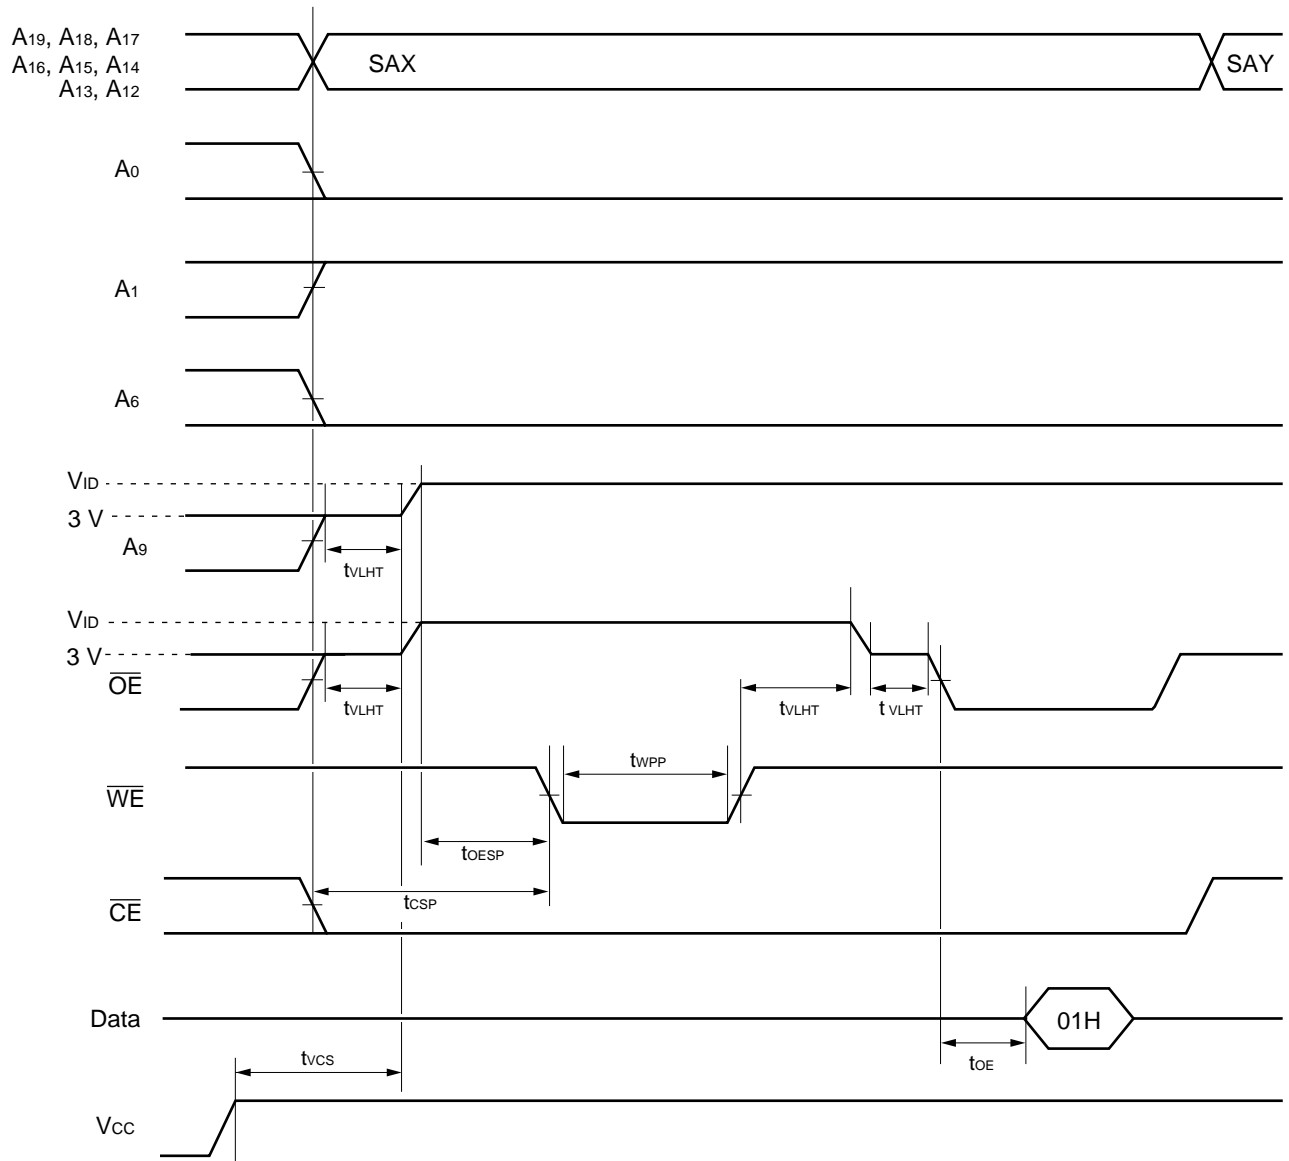 A19, A18, A17
A16, A15, A14
A13, A12
SAX
SAY
A0
A1
A6
VID
3 V
A9
tVLHT
VID
3 V
OE
tVLHT
tVLHT
tVLHT
tWPP
WE
tOESP
tCSP
CE
Data
01H
tOE
tVCS
VCC